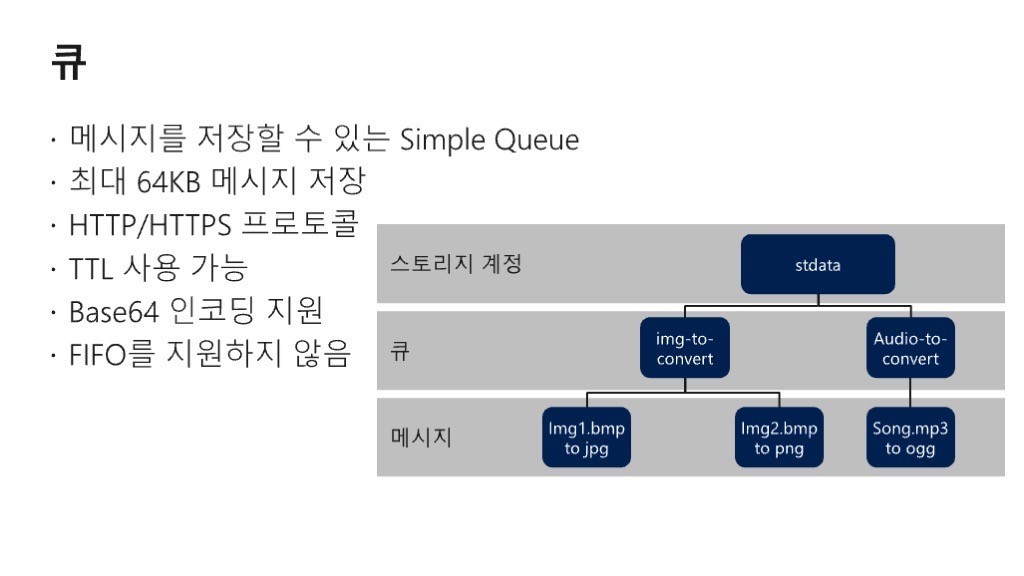 큐
· 메시지를 저장할 수 있는 Simple Queue
· 최대 64KB 메시지 저장
· HTTP/HTTPS 프로토콜
· TTL 사용 가능
· Base64 인코딩 지원
· FIFO를 지원하지 않음
스토리지 계정
stdata
큐
img-to-
convert
Audio-to-
convert
메시지
Img1.bmp
to jpg
Img2.bmp
to png
Song.mp3
to ogg